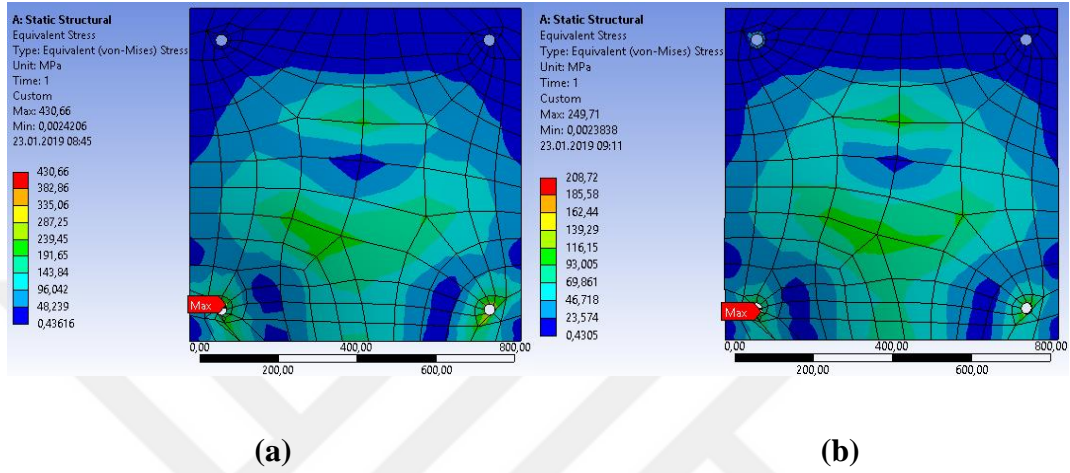 A: Static Structural
Equivalent Stress
Type: Equivalent (von-Mises) Stress
Unit: MPa
Time: 1
Custom
Max: 430,66
Min: 0,0024206
23.01.2019 08:45
430,66
382,86
335,06
287,25
239,45
191,65
143,84
96,042
48,239
0,43616
Max
0,00
400,00
800,00
200,00
600,00
(a)
A: Static Structural
Equivalent Stress
Type: Equivalent (von-Mises) Stress
Unit: MPa
Time: 1
Custom
Max: 249,71
Min: 0,0023838
23.01.2019 09:11
208,72
185,58
162,44
139,29
116,15
93,005
69,861
46,718
23,574
0,4305
Max
0,00
400,00
800,00
200,00
600,00
(b)